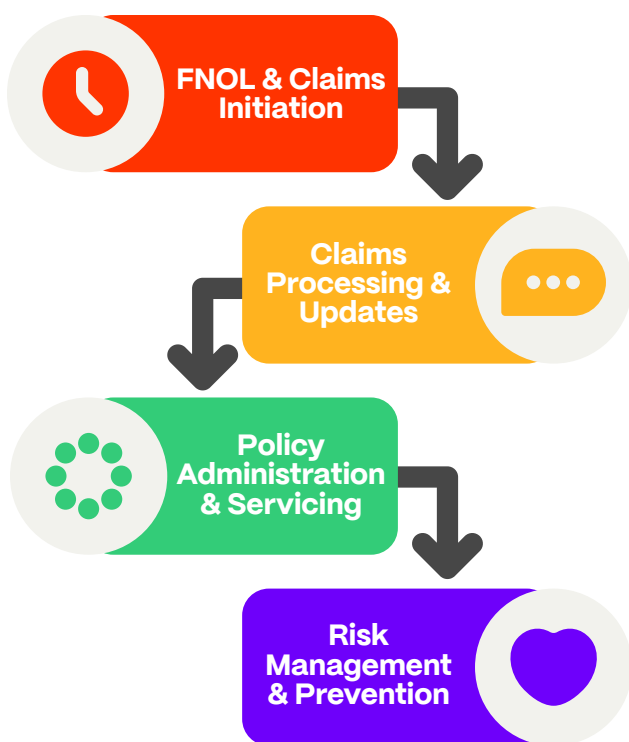 FNOL & Claims
Initiation
Claims
Processing &
Updates
Policy
Administration
& Servicing
Risk
Management
& Prevention